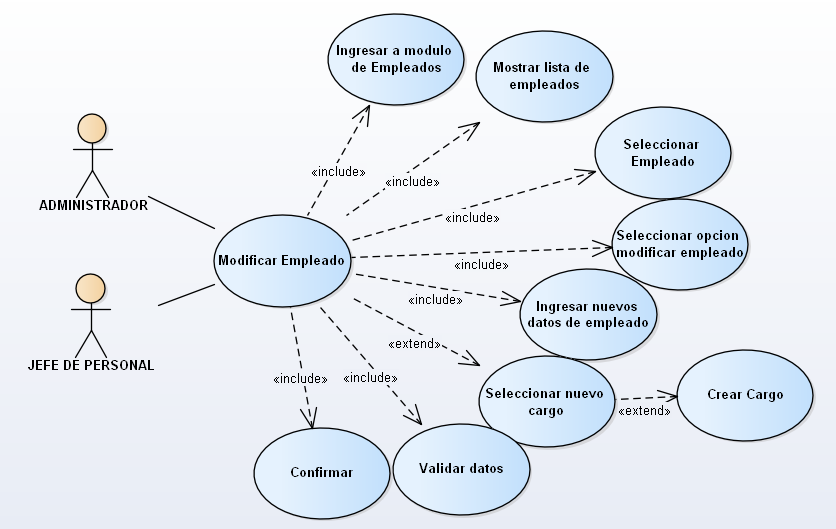 Ingresar a modulo
de Empleados
Mostrar lista de
empleados
Seleccionar
Empleado
ADMINISTRADOR
«include»
«include»
«include»
Seleccionar opcion
modificar empleado
Modificar Empleado
«include»
«include»
Ingresar nuevos
datos de empleado
JEFE DE PERSONAL
«extend»
«include»
«include»
Seleccionar nuevo
cargo
«extend»
Crear Cargo
Confirmar
Validar datos